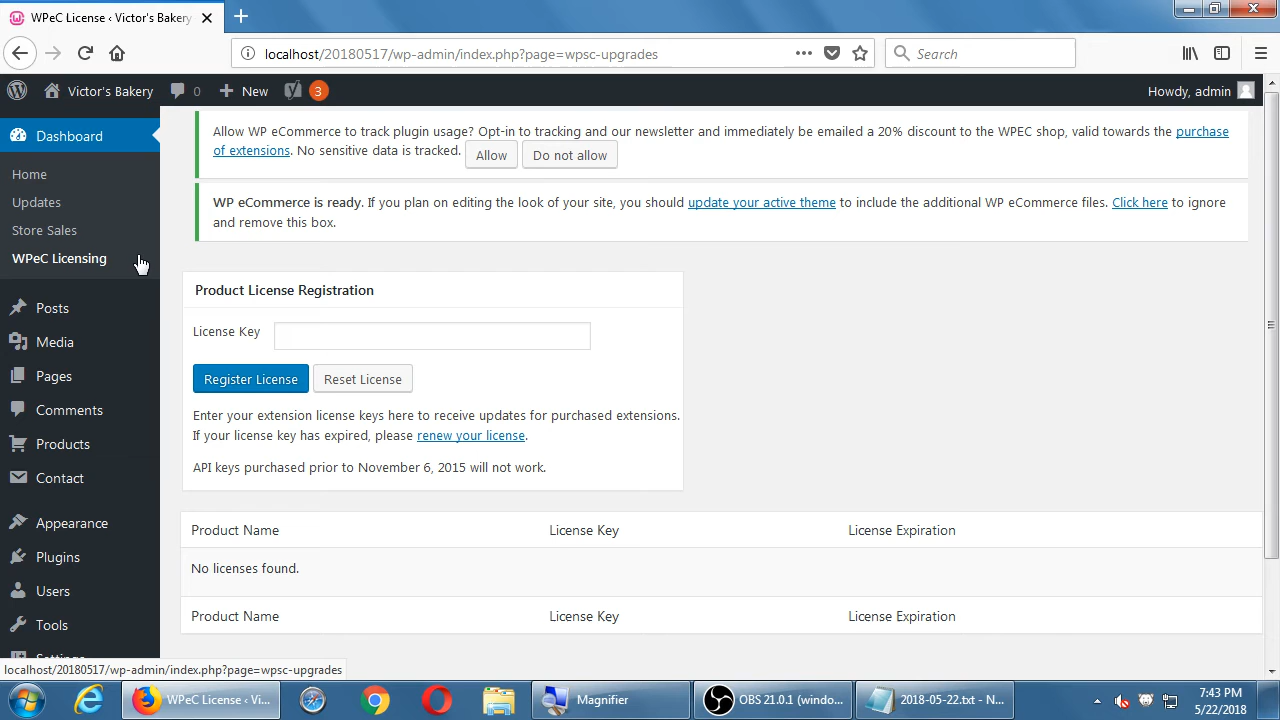 WPeC License ‹ Victor's Bakery
localhost/20180517/wp-admin/index.php?page=wpsc-upgrades
Search
Victor's Bakery 0 New 3 Howdy, admin
Dashboard
Home
Updates
Store Sales
WPeC Licensing
Posts
Media
Pages
Comments
Products
Contact
Appearance
Plugins
Users
Tools
Settings
Allow WP eCommerce to track plugin usage? Opt-in to tracking and our newsletter and immediately be emailed a 20% discount to the WPEC shop, valid towards the purchase
of extensions. No sensitive data is tracked. Allow Do not allow
WP eCommerce is ready. If you plan on editing the look of your site, you should update your active theme to include the additional WP eCommerce files. Click here to ignore
and remove this box.
Product License Registration
License Key
Register License Reset License
Enter your extension license keys here to receive updates for purchased extensions.
If your license key has expired, please renew your license.
API keys purchased prior to November 6, 2015 will not work.
Product Name License Key License Expiration
No licenses found.
Product Name License Key License Expiration
localhost/20180517/wp-admin/index.php?page=wpsc-upgrades
WPeC License ‹ Vi... Magnifier OBS 21.0.1 (windo... 2018-05-22.txt - N... 7:43 PM
5/22/2018